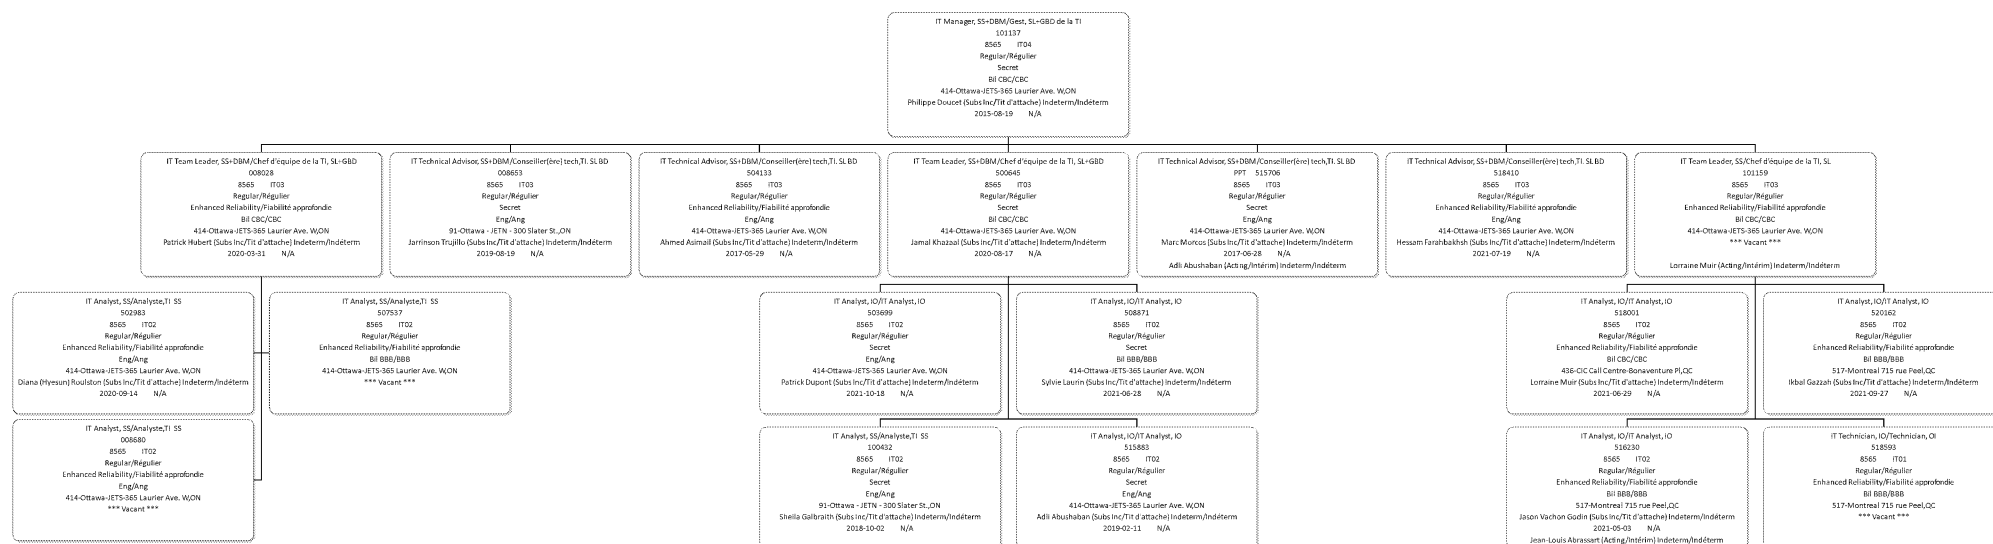 IT Manager, SS+DBM/Gest, SL+GBD de la TI
101137
8565 IT04
Regular/Régulier
Secret
Bil CBC/CBC
414-Ottawa-JETS-365 Laurier Ave. W,ON
Philippe Doucet (Subs Inc/Tit d'attache) Indeterm/Indéterm
2015-08-19 N/A
IT Team Leader, SS+DBM/Chef d'équipe de la TI, SL+GBD
008028
8565 IT03
Regular/Régulier
Enhanced Reliability/Fiabilité approfondie
Bil CBC/CBC
414-Ottawa-JETS-365 Laurier Ave. W,ON
Patrick Hubert (Subs Inc/Tit d'attache) Indeterm/Indéterm
2020-03-31 N/A
IT Technical Advisor, SS+DBM/Conseiller(ère) tech,TI. SL BD
008653
8565 IT03
Regular/Régulier
Secret
Eng/Ang
91-Ottawa - JETN - 300 Slater St.,ON
Jarrinson Trujillo (Subs Inc/Tit d'attache) Indeterm/Indéterm
2019-08-19 N/A
IT Technical Advisor, SS+DBM/Conseiller(ère) tech,TI. SL BD
504133
8565 IT03
Regular/Régulier
Enhanced Reliability/Fiabilité approfondie
Eng/Ang
414-Ottawa-JETS-365 Laurier Ave. W,ON
Ahmed Asimail (Subs Inc/Tit d'attache) Indeterm/Indéterm
2017-05-29 N/A
IT Team Leader, SS+DBM/Chef d'équipe de la TI, SL+GBD
500645
8565 IT03
Regular/Régulier
Secret
Bil CBC/CBC
414-Ottawa-JETS-365 Laurier Ave. W,ON
Jamal Khazaal (Subs Inc/Tit d'attache) Indeterm/Indéterm
2020-08-17 N/A
IT Technical Advisor, SS+DBM/Conseiller(ère) tech,TI. SL BD
PPT 515706
8565 IT03
Regular/Régulier
Secret
Eng/Ang
414-Ottawa-JETS-365 Laurier Ave. W,ON
Marc Morcos (Subs Inc/Tit d'attache) Indeterm/Indéterm
2017-06-28 N/A
Adli Abushaban (Acting/Intérim) Indeterm/Indéterm
IT Technical Advisor, SS+DBM/Conseiller(ère) tech,TI. SL BD
518410
8565 IT03
Regular/Régulier
Enhanced Reliability/Fiabilité approfondie
Eng/Ang
414-Ottawa-JETS-365 Laurier Ave. W,ON
Hessam Farahbakhsh (Subs Inc/Tit d'attache) Indeterm/Indéterm
2021-07-19 N/A
IT Team Leader, SS/Chef d'équipe de la TI, SL
101159
8565 IT03
Regular/Régulier
Enhanced Reliability/Fiabilité approfondie
Bil CBC/CBC
414-Ottawa-JETS-365 Laurier Ave. W,ON
*** Vacant ***
Lorraine Muir (Acting/Intérim) Indeterm/Indéterm
IT Analyst, SS/Analyste,TI SS
502983
8565 IT02
Regular/Régulier
Enhanced Reliability/Fiabilité approfondie
Eng/Ang
414-Ottawa-JETS-365 Laurier Ave. W,ON
Diana (Hyesun) Roulston (Subs Inc/Tit d'attache) Indeterm/Indéterm
2020-09-14 N/A
IT Analyst, SS/Analyste,TI SS
507537
8565 IT02
Regular/Régulier
Enhanced Reliability/Fiabilité approfondie
Bil BBB/BBB
414-Ottawa-JETS-365 Laurier Ave. W,ON
*** Vacant ***
IT Analyst, IO/IT Analyst, IO
503699
8565 IT02
Regular/Régulier
Secret
Eng/Ang
414-Ottawa-JETS-365 Laurier Ave. W,ON
Patrick Dupont (Subs Inc/Tit d'attache) Indeterm/Indéterm
2021-10-18 N/A
IT Analyst, IO/IT Analyst, IO
508871
8565 IT02
Regular/Régulier
Secret
Bil BBB/BBB
414-Ottawa-JETS-365 Laurier Ave. W,ON
Sylvie Laurin (Subs Inc/Tit d'attache) Indeterm/Indéterm
2021-06-28 N/A
IT Analyst, IO/IT Analyst, IO
518001
8565 IT02
Regular/Régulier
Enhanced Reliability/Fiabilité approfondie
Bil CBC/CBC
436-CIC Call Centre-Bonaventure Pl,QC
Lorraine Muir (Subs Inc/Tit d'attache) Indeterm/Indéterm
2021-06-29 N/A
IT Analyst, IO/IT Analyst, IO
520162
8565 IT02
Regular/Régulier
Enhanced Reliability/Fiabilité approfondie
Bil BBB/BBB
517-Montreal 715 rue Peel,QC
Ikbal Gazzah (Subs Inc/Tit d'attache) Indeterm/Indéterm
2021-09-27 N/A
IT Analyst, SS/Analyste,TI SS
008680
8565 IT02
Regular/Régulier
Enhanced Reliability/Fiabilité approfondie
Eng/Ang
414-Ottawa-JETS-365 Laurier Ave. W,ON
*** Vacant ***
IT Analyst, SS/Analyste,TI SS
100432
8565 IT02
Regular/Régulier
Secret
Eng/Ang
91-Ottawa - JETN - 300 Slater St.,ON
Sheila Galbraith (Subs Inc/Tit d'attache) Indeterm/Indéterm
2018-10-02 N/A
IT Analyst, IO/IT Analyst, IO
515883
8565 IT02
Regular/Régulier
Secret
Eng/Ang
414-Ottawa-JETS-365 Laurier Ave. W,ON
Adli Abushaban (Subs Inc/Tit d'attache) Indeterm/Indéterm
2019-02-11 N/A
IT Analyst, IO/IT Analyst, IO
516230
8565 IT02
Regular/Régulier
Enhanced Reliability/Fiabilité approfondie
Bil BBB/BBB
517-Montreal 715 rue Peel,QC
Jason Vachon Godin (Subs Inc/Tit d'attache) Indeterm/Indéterm
2021-05-03 N/A
Jean-Louis Abrassart (Acting/Intérim) Indeterm/Indéterm
IT Technician, IO/Technician, OI
518593
8565 IT01
Regular/Régulier
Enhanced Reliability/Fiabilité approfondie
Bil BBB/BBB
517-Montreal 715 rue Peel,QC
*** Vacant ***